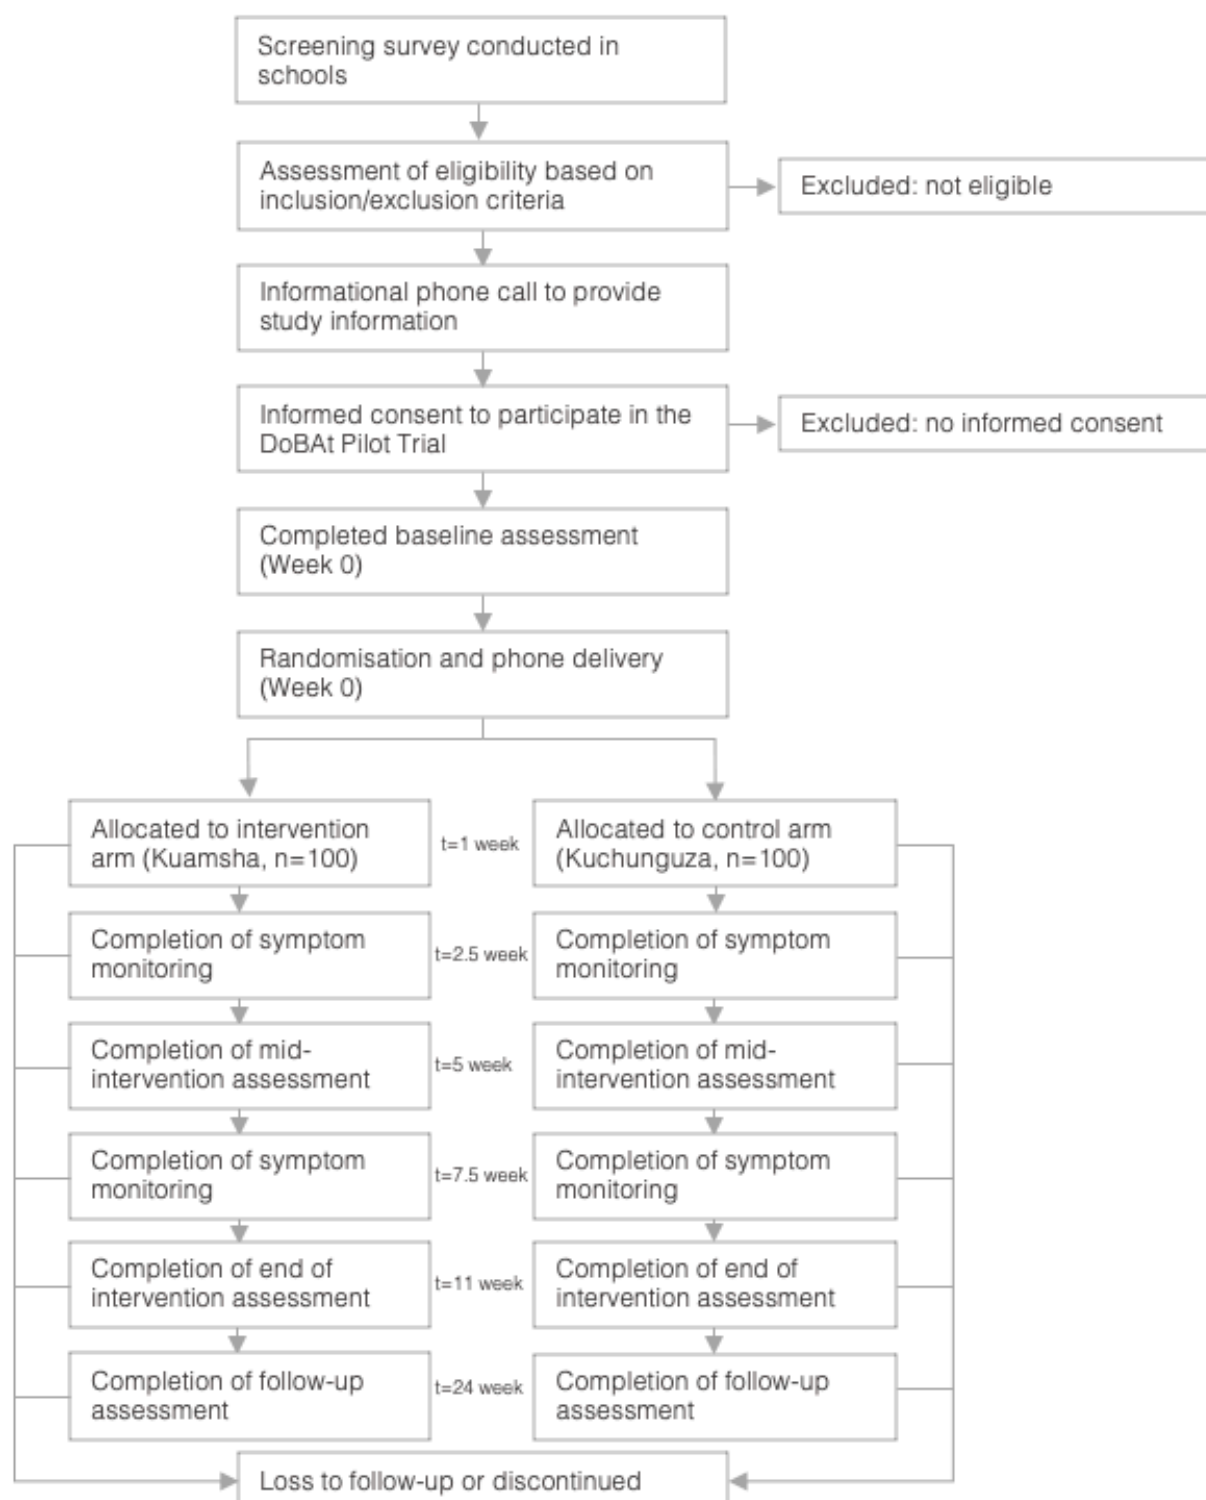 Screening survey conducted in
schools
Assessment of eligibility based on
inclusion/exclusion criteria
Excluded: not eligible
Informational phone call to provide
study information
Informed consent to participate in the
DoBAt Pilot Trial
Excluded: no informed consent
Completed baseline assessment
(Week 0)
Randomisation and phone delivery
(Week 0)
Allocated to intervention
arm (Kuamsha, n=100)
t=1 week
Allocated to control arm
(Kuchunguza, n=100)
Completion of symptom
monitoring
t=2.5 week
Completion of symptom
monitoring
Completion of mid-
intervention assessment
t=5 week
Completion of mid-
intervention assessment
Completion of symptom
monitoring
t=7.5 week
Completion of symptom
monitoring
Completion of end of
intervention assessment
t=11 week
Completion of end of
intervention assessment
Completion of follow-up
assessment
t=24 week
Completion of follow-up
assessment
Loss to follow-up or discontinued